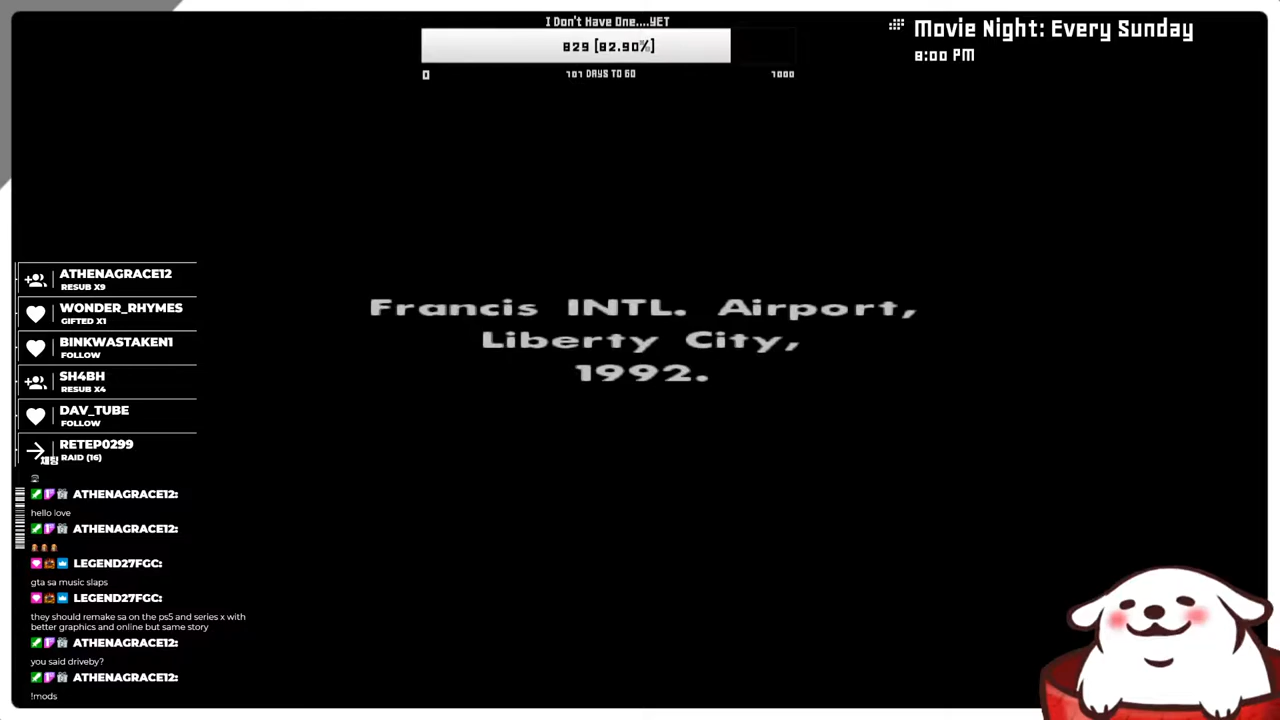 I Don't Have One....YET
829 [82.90%]
0
101 DAYS TO GO
1000
Movie Night: Every Sunday
8:00 PM
Francis INTL. Airport,
Liberty City,
1992.
ATHENAGRACE12
RESUB X9
WONDER_RHYMES
GIFTED X1
BINKWASTAKEN1
FOLLOW
SH4BH
RESUB X4
DAV_TUBE
FOLLOW
RETEP0299
RAID (16)
채팅
ATHENAGRACE12:
hello love
ATHENAGRACE12:
LEGEND27FGC:
gta sa music slaps
LEGEND27FGC:
they should remake sa on the ps5 and series x with
better graphics and online but same story
ATHENAGRACE12:
you said driveby?
ATHENAGRACE12:
!mods